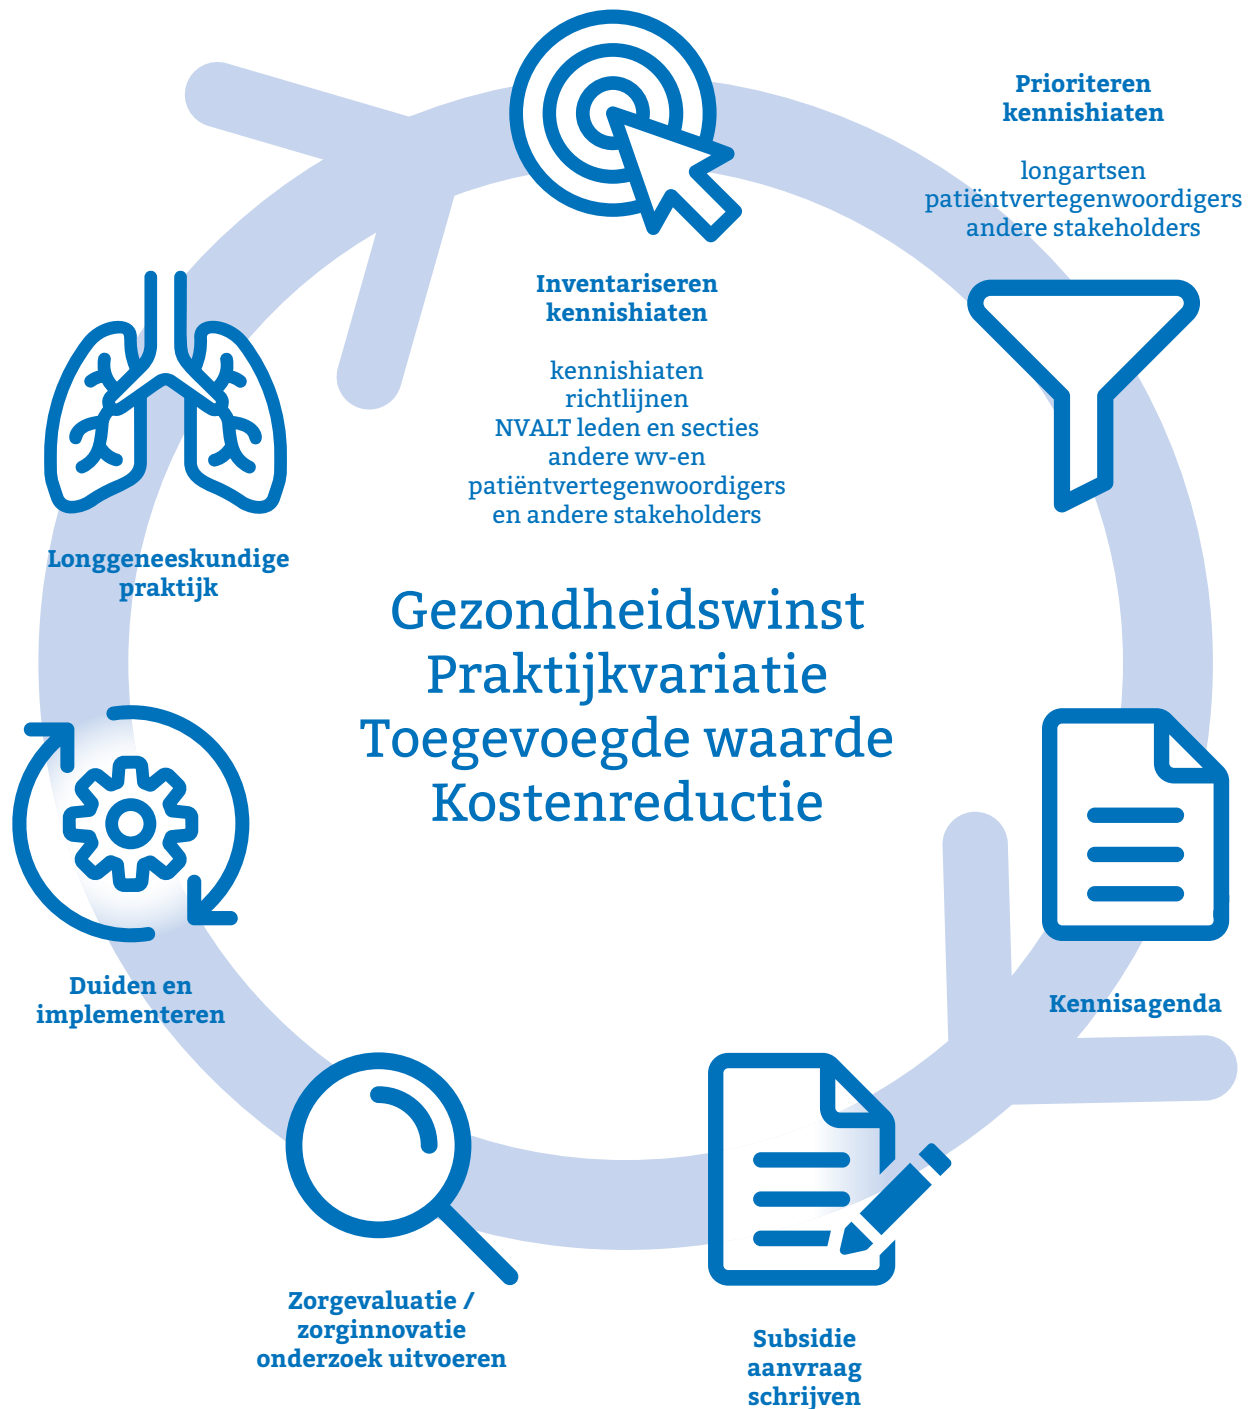 Prioriteren
kennishiaten
longartsen
patiëntvertegenwoordigers
andere stakeholders
Inventariseren
kennishiaten
kennishiaten
richtlijnen
NVALT leden en secties
andere wv-en
patiëntvertegenwoordigers
en andere stakeholders
Longgeneeskundige
praktijk
Gezondheidswinst
Praktijkvariatie
Toegevoegde waarde
Kostenreductie
Kennisagenda
Duiden en
implementeren
Zorgevaluatie /
zorginnovatie
onderzoek uitvoeren
Subsidie
aanvraag
schrijven